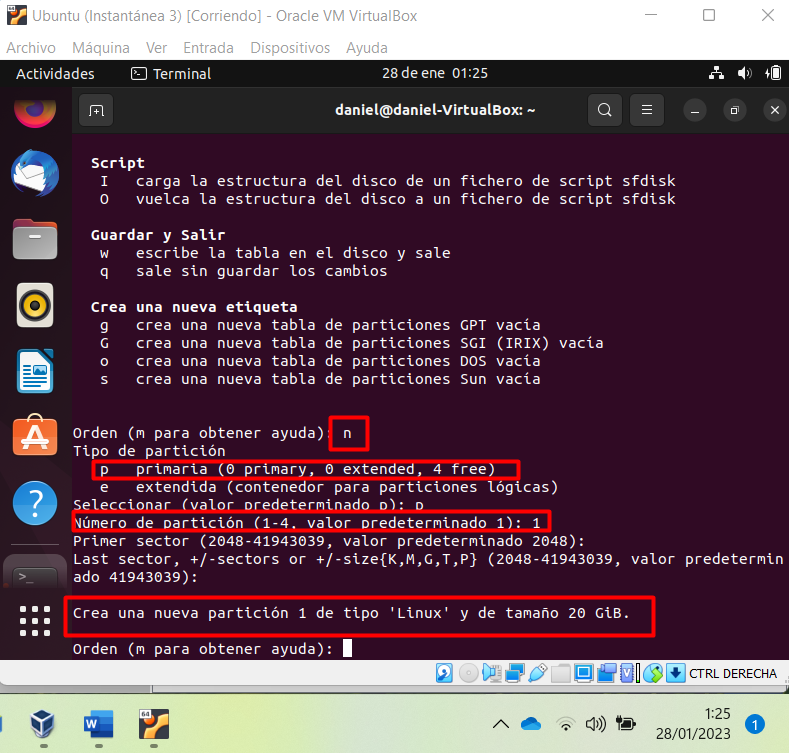 Ubuntu (Instantánea 3) [Corriendo] - Oracle VM VirtualBox
Archivo Máquina Ver Entrada Dispositivos Ayuda
Actividades Terminal 28 de ene 01:25
daniel@daniel-VirtualBox: ~
Script
I carga la estructura del disco de un fichero de script sfdisk
O vuelca la estructura del disco a un fichero de script sfdisk
Guardar y Salir
w escribe la tabla en el disco y sale
q sale sin guardar los cambios
Crea una nueva etiqueta
g crea una nueva tabla de particiones GPT vacía
G crea una nueva tabla de particiones SGI (IRIX) vacía
o crea una nueva tabla de particiones DOS vacía
s crea una nueva tabla de particiones Sun vacía
Orden (m para obtener ayuda): n
Tipo de partición
p primaria (0 primary, 0 extended, 4 free)
e extendida (contenedor para particiones lógicas)
Seleccionar (valor predeterminado p): p
Número de partición (1-4, valor predeterminado 1): 1
Primer sector (2048-41943039, valor predeterminado 2048):
Last sector, +/-sectors or +/-size{K,M,G,T,P} (2048-41943039, valor predetermin
ado 41943039):
Crea una nueva partición 1 de tipo 'Linux' y de tamaño 20 GiB.
Orden (m para obtener ayuda):
CTRL DERECHA
1:25
28/01/2023
1